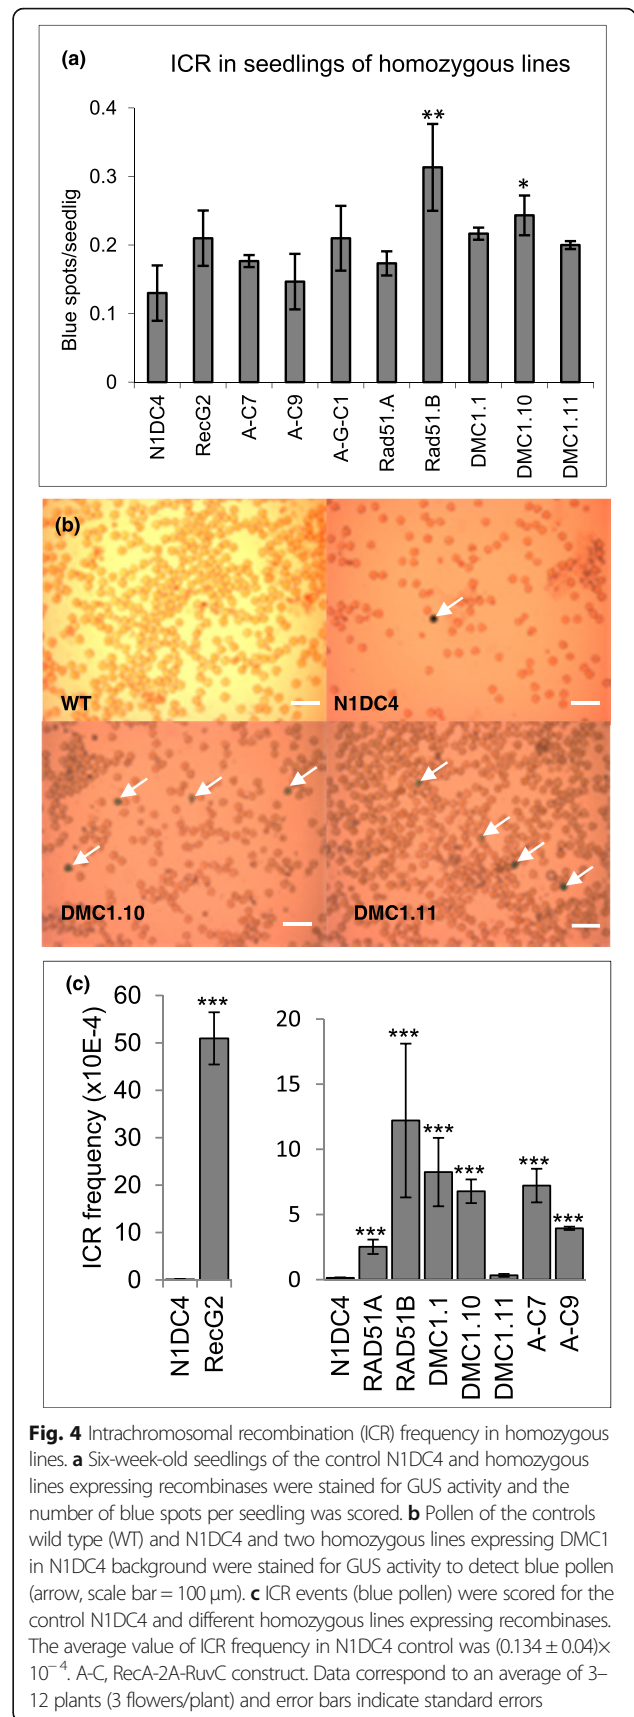 (a)
ICR in seedlings of homozygous lines
Blue spots/seedlig
0.4
0.3
0.2
0.1
0
**
*
N1DC4
RecG2
A-C7
A-C9
A-G-C1
Rad51.A
Rad51.B
DMC1.1
DMC1.10
DMC1.11
(b)
WT
N1DC4
DMC1.10
DMC1.11
(c)
ICR frequency (x10E-4)
60
50
40
30
20
10
0
***
N1DC4
RecG2
20
15
10
5
0
***
***
***
***
***
***
N1DC4
RAD51A
RAD51B
DMC1.1
DMC1.10
DMC1.11
A-C7
A-C9
Fig. 4 Intrachromosomal recombination (ICR) frequency in homozygous
lines. a Six-week-old seedlings of the control N1DC4 and homozygous
lines expressing recombinases were stained for GUS activity and the
number of blue spots per seedling was scored. b Pollen of the controls
wild type (WT) and N1DC4 and two homozygous lines expressing DMC1
in N1DC4 background were stained for GUS activity to detect blue pollen
(arrow, scale bar = 100 μm). c ICR events (blue pollen) were scored for the
control N1DC4 and different homozygous lines expressing recombinases.
The average value of ICR frequency in N1DC4 control was (0.134 ± 0.04)×
10⁻⁴. A-C, RecA-2A-RuvC construct. Data correspond to an average of 3–
12 plants (3 flowers/plant) and error bars indicate standard errors